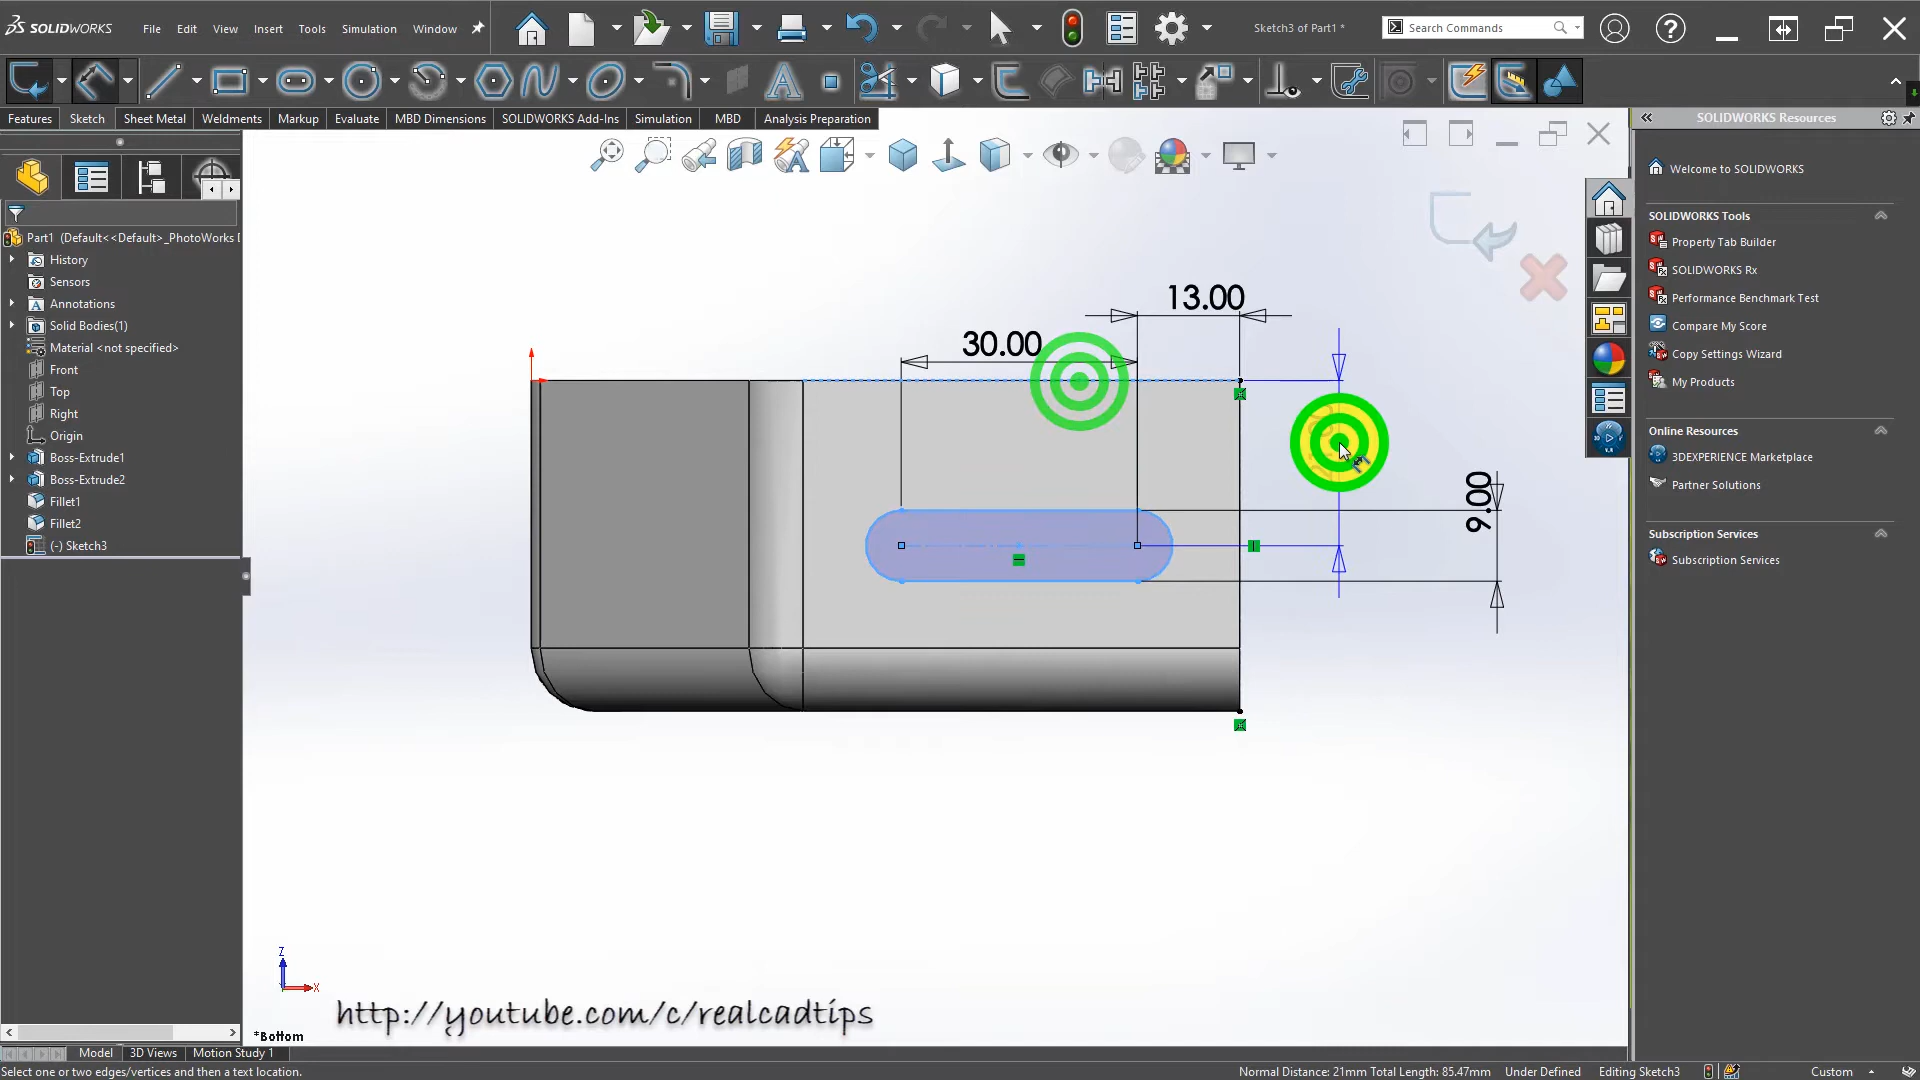 SOLIDWORKS File Edit View Insert Tools Simulation Window
Sketch3 of Part1 *
Search Commands
Features Sketch Sheet Metal Weldments Markup Evaluate MBD Dimensions SOLIDWORKS Add-Ins Simulation MBD Analysis Preparation
SOLIDWORKS Resources
Part1 (Default<<Default>_PhotoWorks D
History
Sensors
Annotations
Solid Bodies(1)
Material <not specified>
Front
Top
Right
Origin
Boss-Extrude1
Boss-Extrude2
Fillet1
Fillet2
(-) Sketch3
13.00
30.00
9.00
Z
X
*Bottom
http://youtube.com/c/realcadtips
Welcome to SOLIDWORKS
SOLIDWORKS Tools
Property Tab Builder
SOLIDWORKS Rx
Performance Benchmark Test
Compare My Score
Copy Settings Wizard
My Products
Online Resources
3DEXPERIENCE Marketplace
Partner Solutions
Subscription Services
Subscription Services
Model 3D Views Motion Study 1
Select one or two edges/vertices and then a text location.
Normal Distance: 21mm Total Length: 85.47mm Under Defined Editing Sketch3 Custom